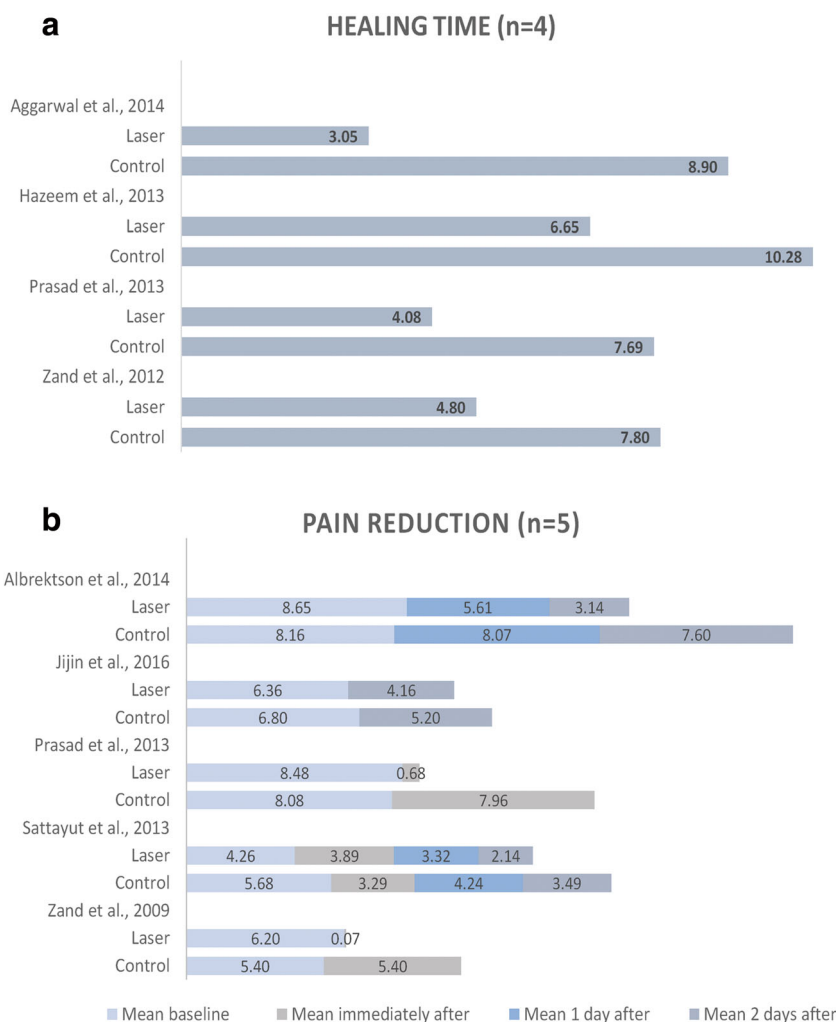 a
HEALING TIME (n=4)
Aggarwal et al., 2014
Laser 3.05
Control 8.90
Hazeem et al., 2013
Laser 6.65
Control 10.28
Prasad et al., 2013
Laser 4.08
Control 7.69
Zand et al., 2012
Laser 4.80
Control 7.80
b
PAIN REDUCTION (n=5)
Albrektson et al., 2014
Laser 8.65 5.61 3.14
Control 8.16 8.07 7.60
Jijin et al., 2016
Laser 6.36 4.16
Control 6.80 5.20
Prasad et al., 2013
Laser 8.48 0.68
Control 8.08 7.96
Sattayut et al., 2013
Laser 4.26 3.89 3.32 2.14
Control 5.68 3.29 4.24 3.49
Zand et al., 2009
Laser 6.20 0.07
Control 5.40 5.40
Mean baseline Mean immediately after Mean 1 day after Mean 2 days after